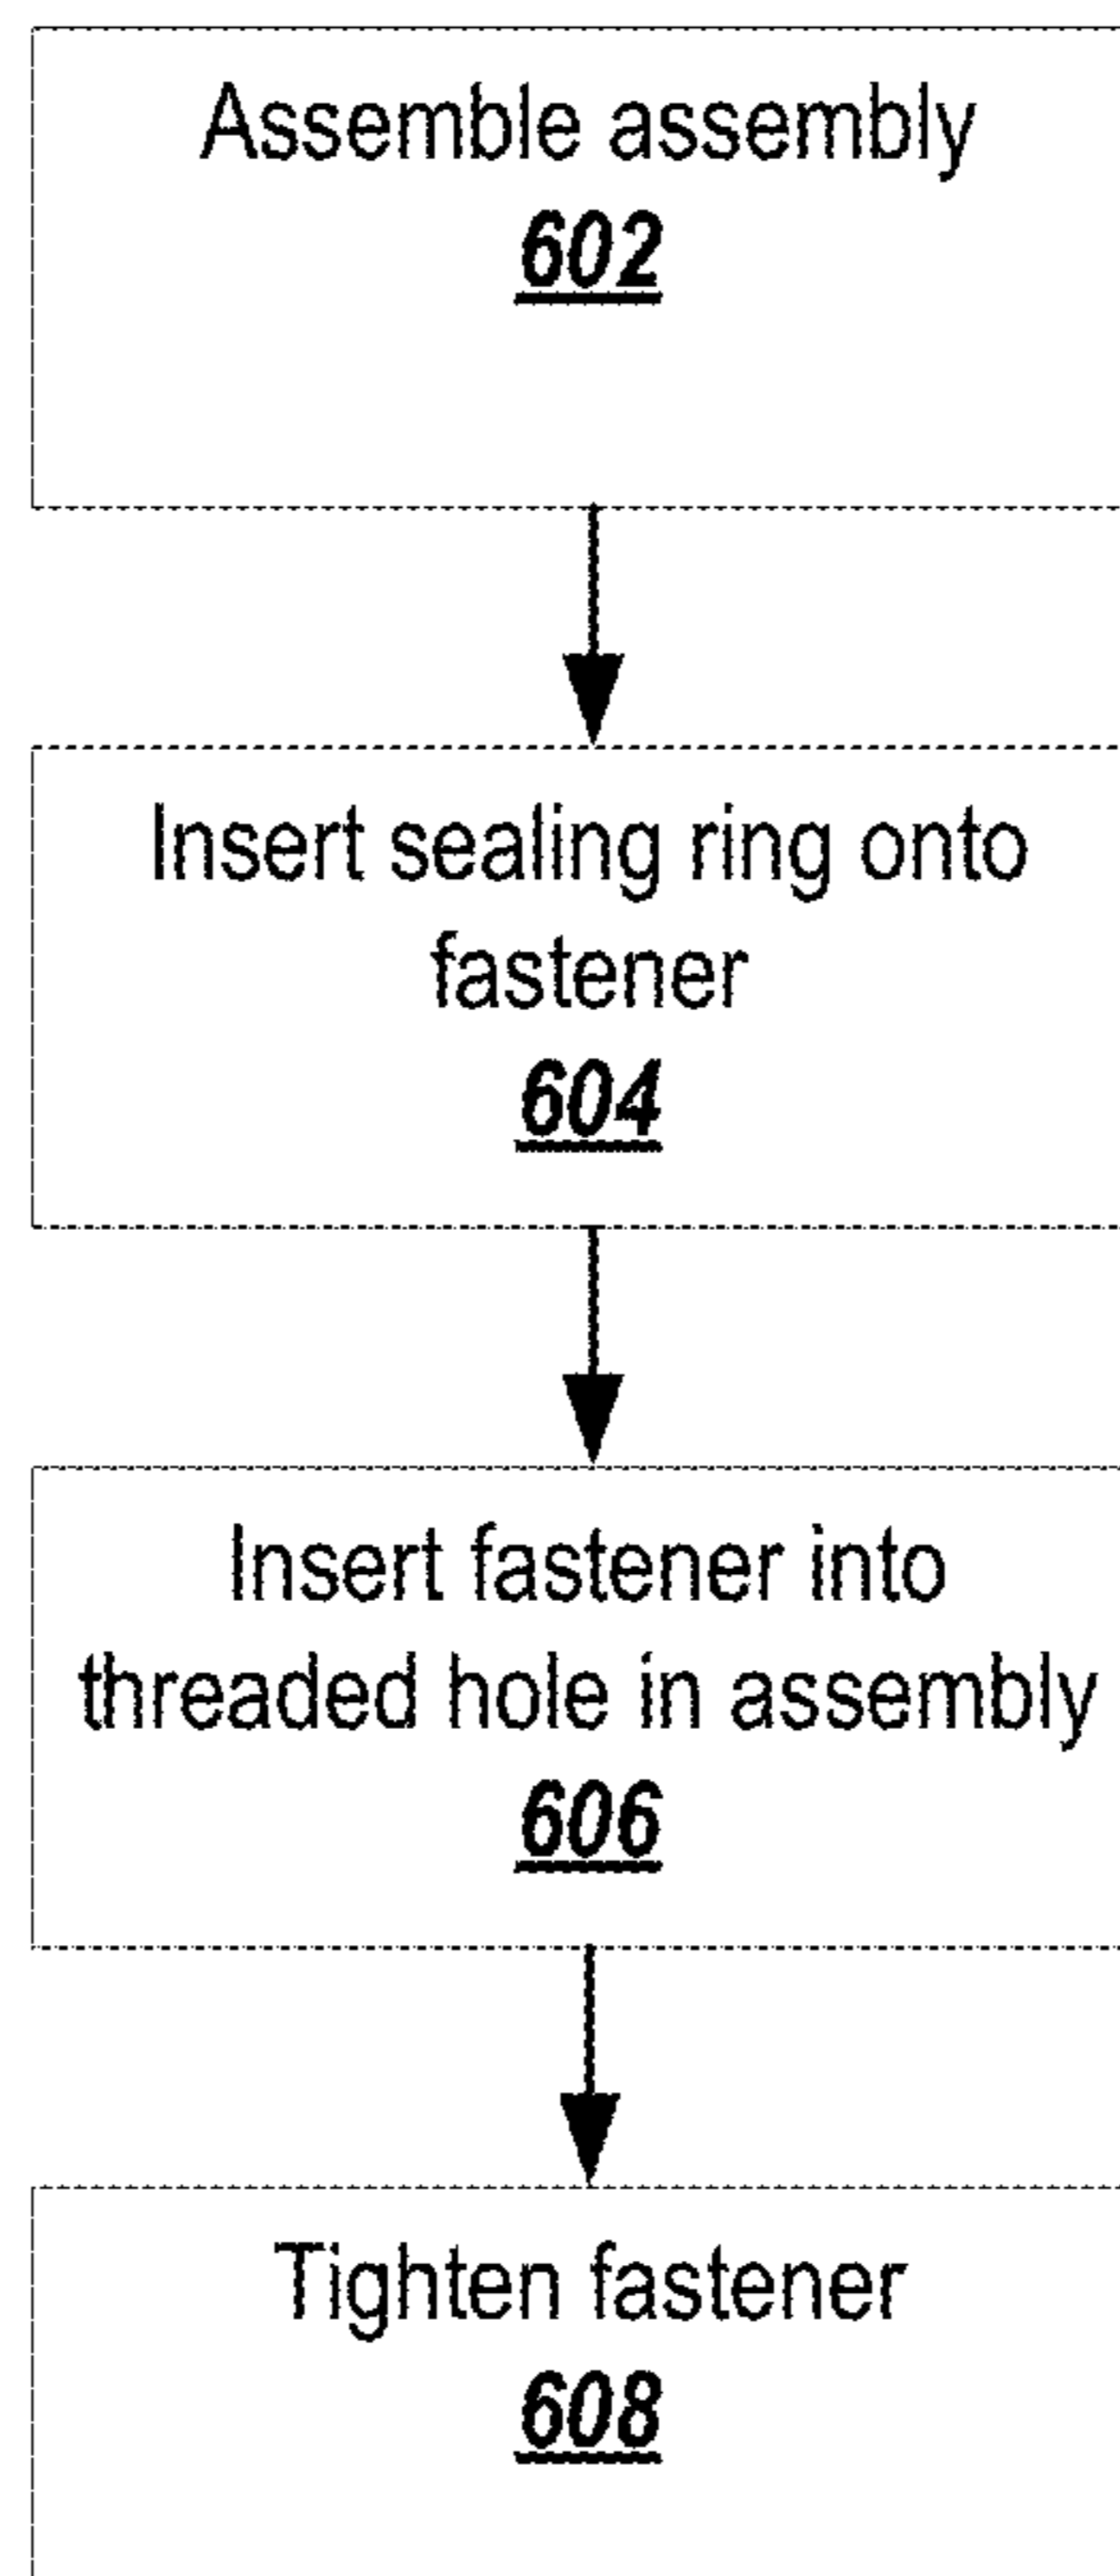 Assemble assembly
602
Insert sealing ring onto
fastener
604
Insert fastener into
threaded hole in assembly
606
Tighten fastener
608